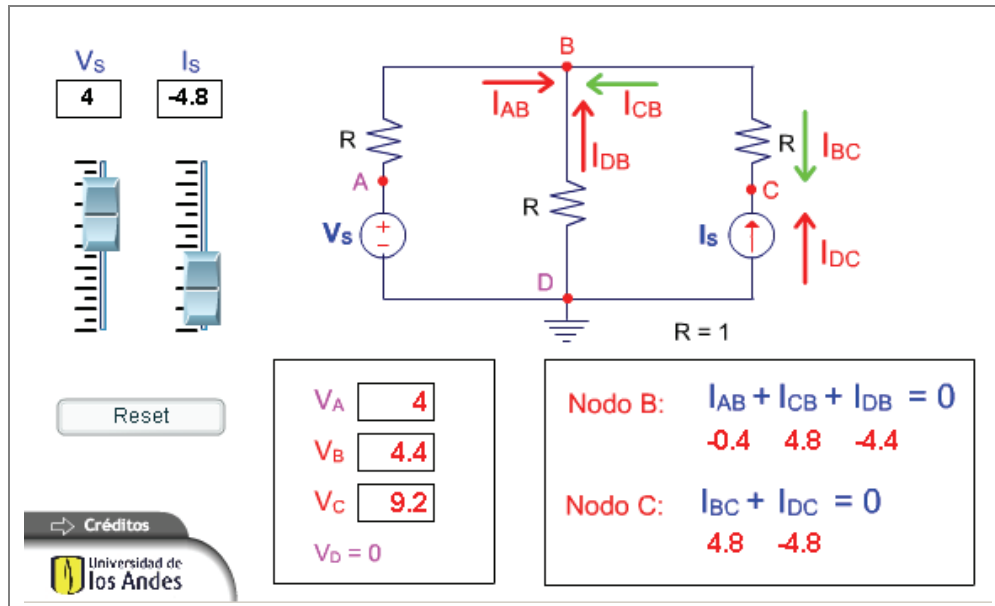 VS IS
4 -4.8
Reset
Créditos
Universidad de
los Andes
B
IAB ICB
IDB
R
A
R
R
IBC
C
VS
+
−
IS
IDC
D
R = 1
VA 4
VB 4.4
VC 9.2
VD = 0
Nodo B: IAB + ICB + IDB = 0
-0.4 4.8 -4.4
Nodo C: IBC + IDC = 0
4.8 -4.8